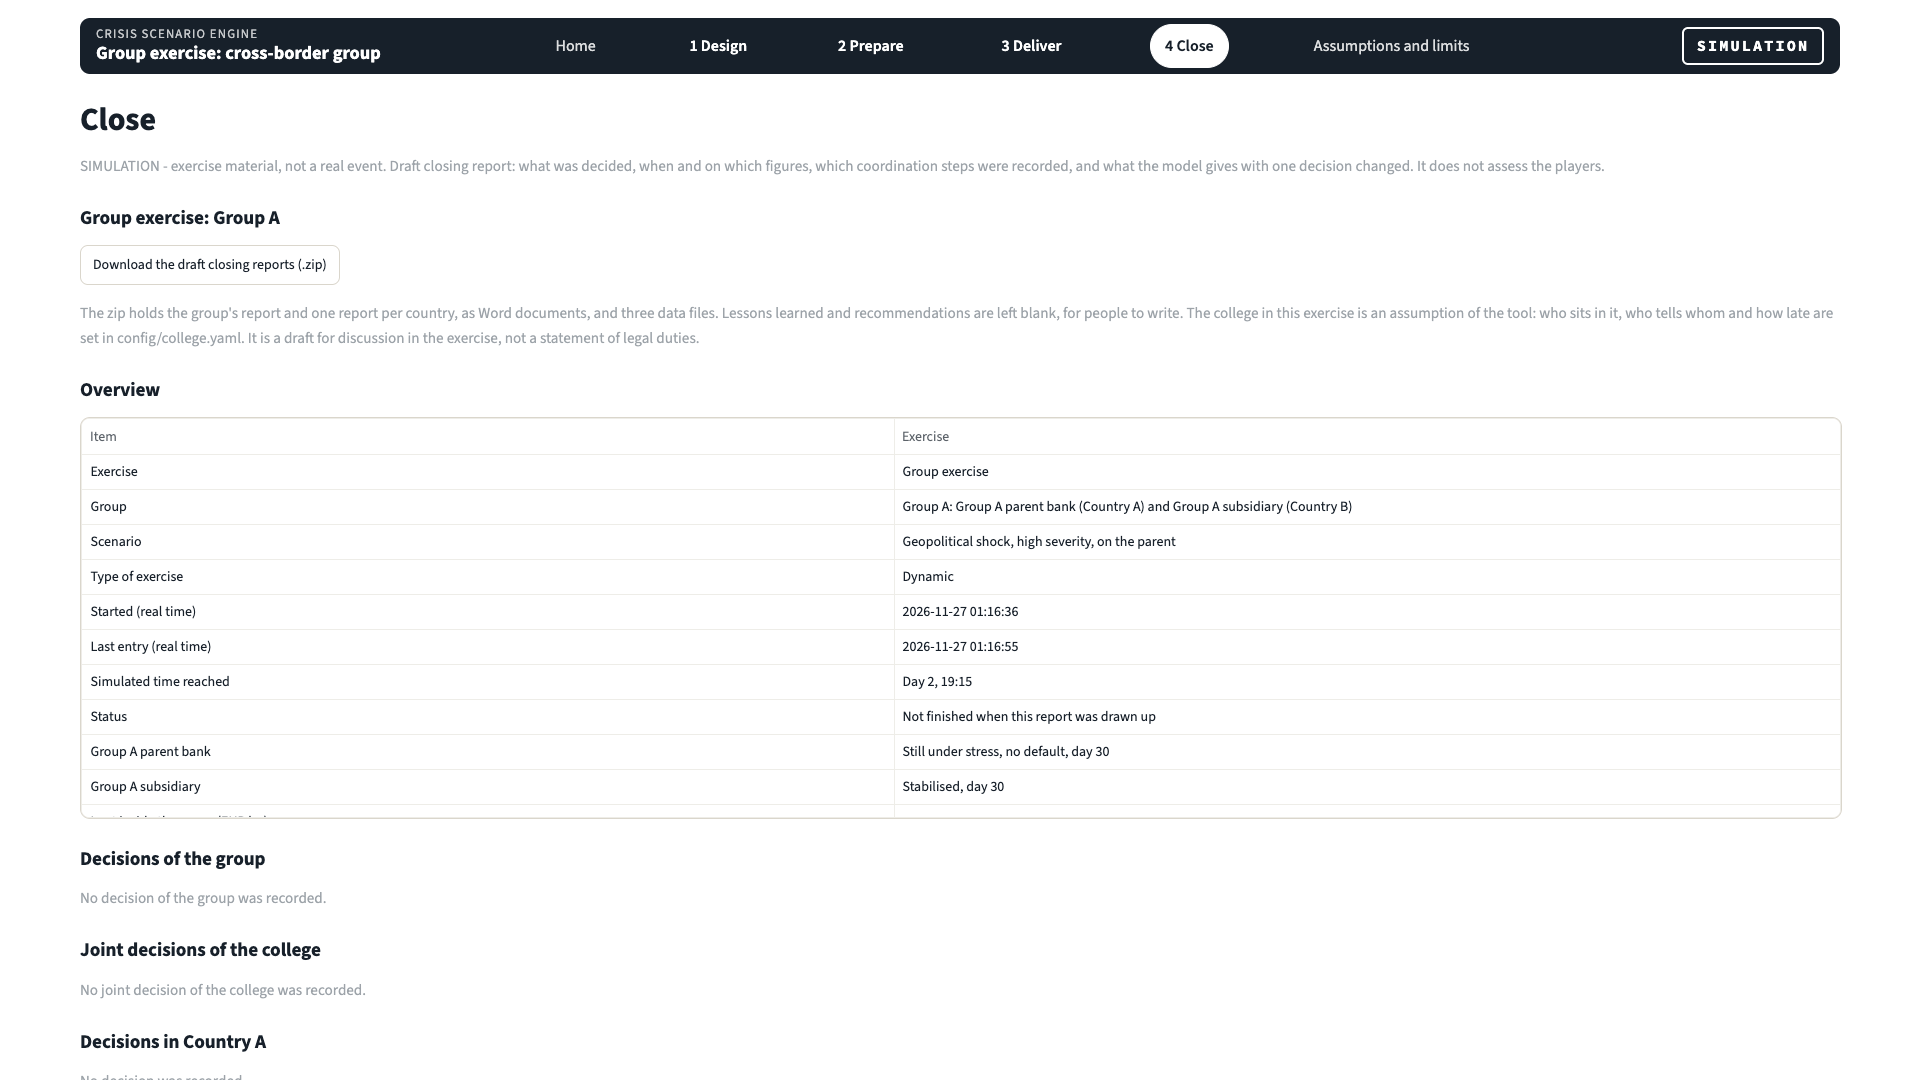 CRISIS SCENARIO ENGINE
Group exercise: cross-border group
Home
1 Design
2 Prepare
3 Deliver
4 Close
Assumptions and limits
SIMULATION
Close
SIMULATION - exercise material, not a real event. Draft closing report: what was decided, when and on which figures, which coordination steps were recorded, and what the model gives with one decision changed. It does not assess the players.
Group exercise: Group A
Download the draft closing reports (.zip)
The zip holds the group's report and one report per country, as Word documents, and three data files. Lessons learned and recommendations are left blank, for people to write. The college in this exercise is an assumption of the tool: who sits in it, who tells whom and how late are
set in config/college.yaml. It is a draft for discussion in the exercise, not a statement of legal duties.
Overview
Item
Exercise
Exercise
Group exercise
Group
Group A: Group A parent bank (Country A) and Group A subsidiary (Country B)
Scenario
Geopolitical shock, high severity, on the parent
Type of exercise
Dynamic
Started (real time)
2026-11-27 01:16:36
Last entry (real time)
2026-11-27 01:16:55
Simulated time reached
Day 2, 19:15
Status
Not finished when this report was drawn up
Group A parent bank
Still under stress, no default, day 30
Group A subsidiary
Stabilised, day 30
Decisions of the group
No decision of the group was recorded.
Joint decisions of the college
No joint decision of the college was recorded.
Decisions in Country A
No decision was recorded.